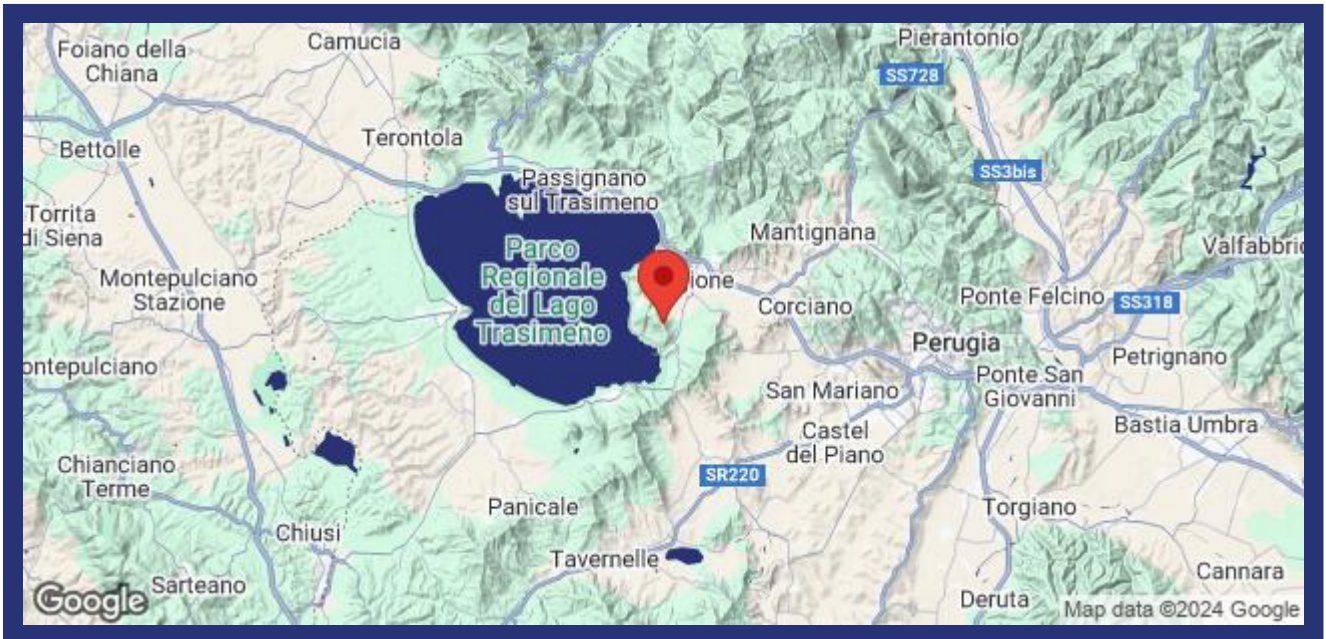 Foiano della
Chiana
Camucia
Pierantonio
SS728
Terontola
Bettolle
SS3bis
Passignano
sul Trasimeno
Torrita
di Siena
Mantignana
Valfabbric
Parco
Regionale
del Lago
Trasimeno
Montepulciano
Stazione
ione
Corciano
Ponte Felcino
SS318
Perugia
Petrignano
ontepulciano
Ponte San
Giovanni
San Mariano
Bastia Umbra
Castel
del Piano
Chianciano
Terme
SR220
Panicale
Torgiano
Chiusi
Tavernelle
Sarteano
Cannara
Deruta
Google
Map data ©2024 Google